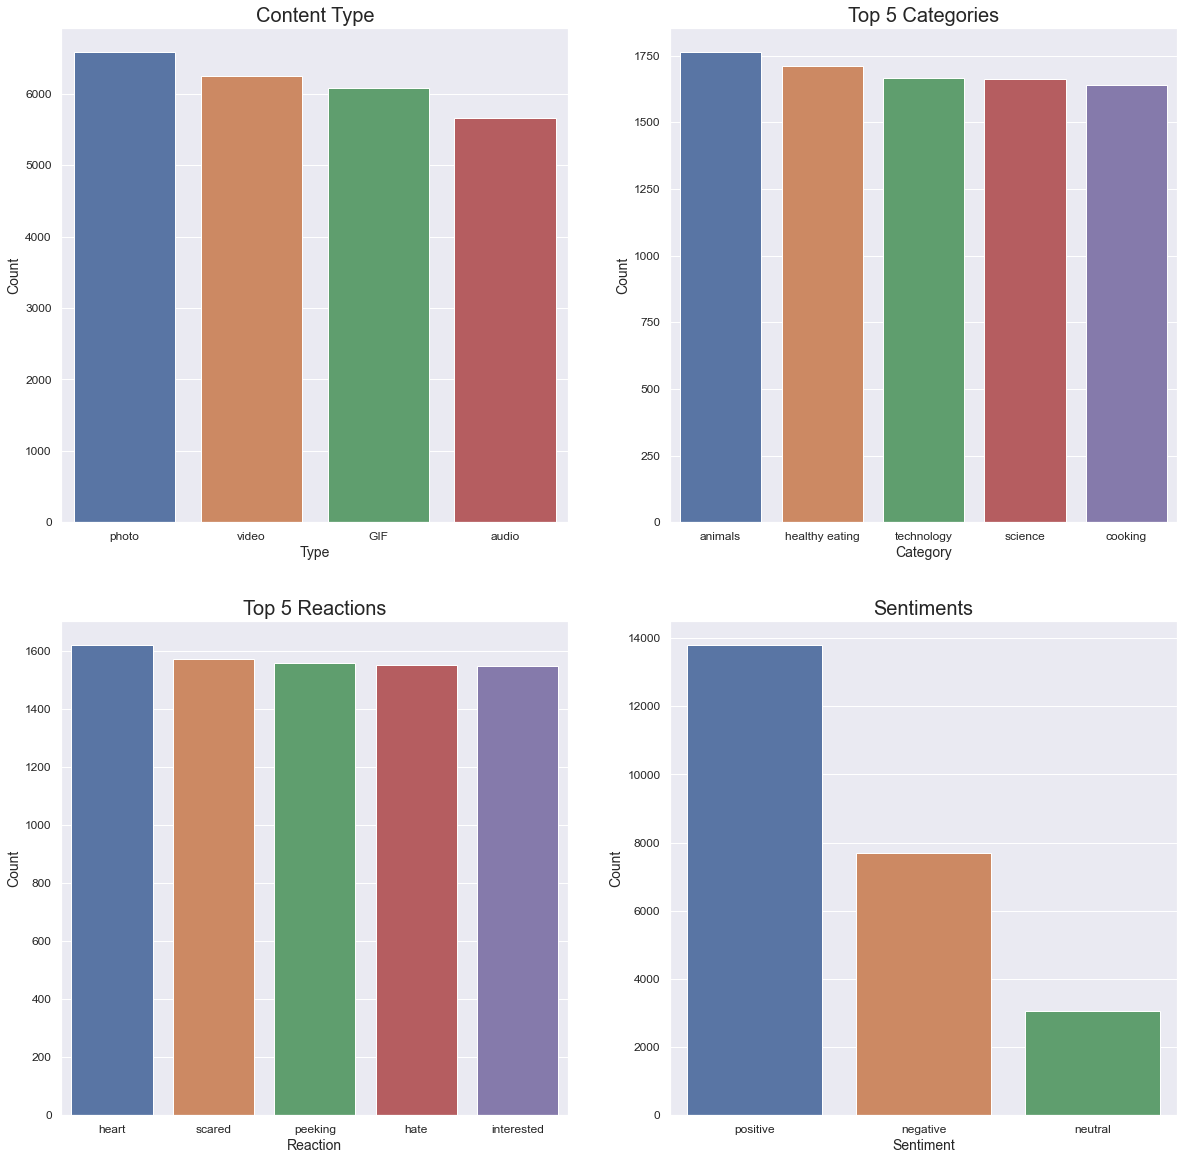 Content Type
Count
6000
5000
4000
3000
2000
1000
0
photo video GIF audio
Type
Top 5 Categories
Count
1750
1500
1250
1000
750
500
250
0
animals healthy eating technology science cooking
Category
Top 5 Reactions
Count
1600
1400
1200
1000
800
600
400
200
0
heart scared peeking hate interested
Reaction
Sentiments
Count
14000
12000
10000
8000
6000
4000
2000
0
positive negative neutral
Sentiment